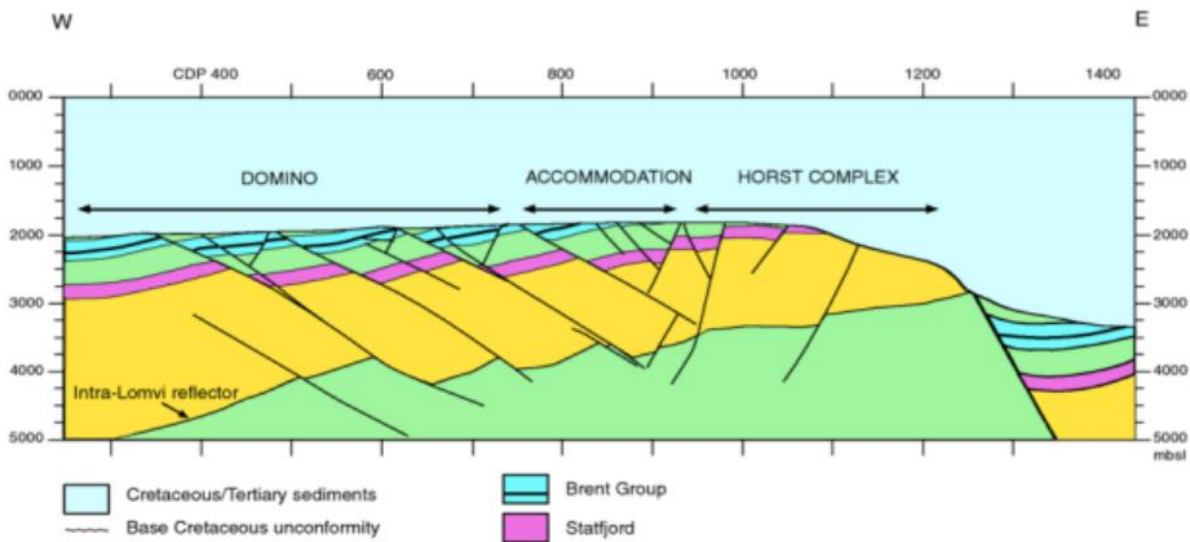 W E
CDP 400 600 800 1000 1200 1400
0000 0000
1000 1000
DOMINO ACCOMMODATION HORST COMPLEX
2000 2000
3000 3000
4000 4000
Intra-Lomvi reflector
5000 5000
mbsl
Cretaceous/Tertiary sediments Brent Group
Base Cretaceous unconformity Statfjord